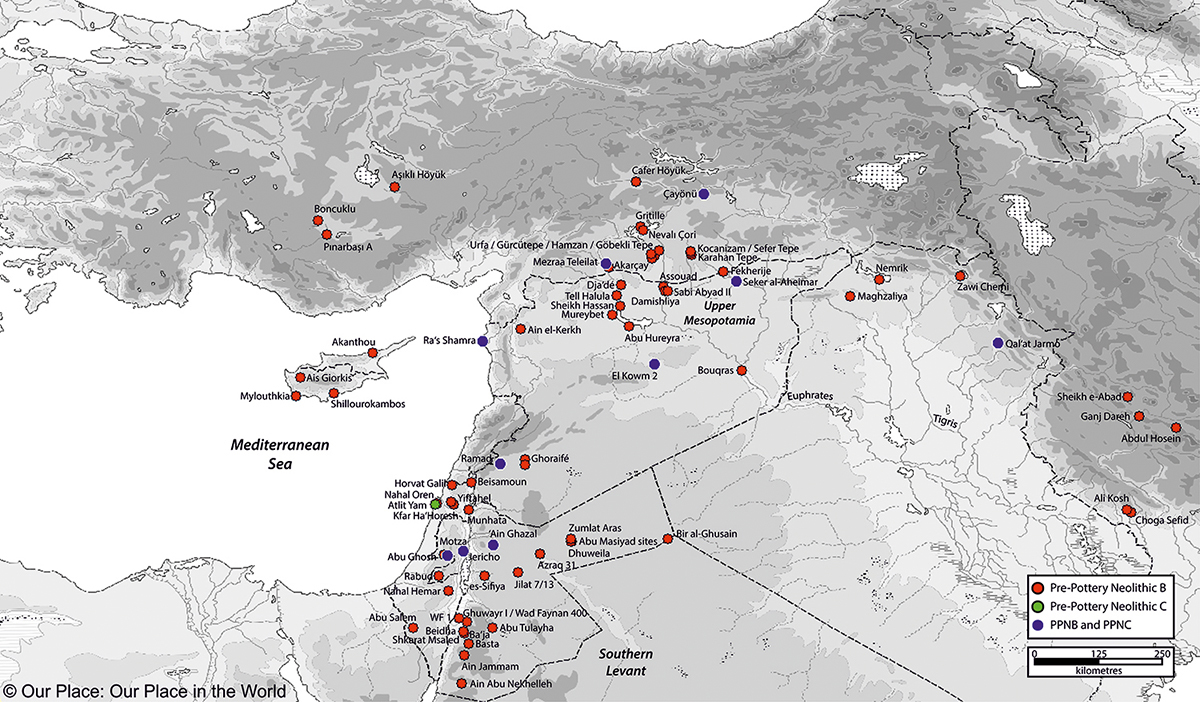 Cafer Höyük
Aşıklı Höyük
Çayönü
Boncuklu
Gritille
Nevalı Çori
Pınarbaşı A
Urfa / Gürcütepe / Hamzan / Göbekli Tepe
Kocanizam / Sefer Tepe
Karahan Tepe
Mezraa Teleilat
Akarçay
Fekherije
Nemrik
Assouad
Seker al-Aheimar
Zawi Chemi
Dja'dé
Sabi Abyad II
Tell Halula
Damishliya
Maghzaliya
Sheikh Hassan
Upper
Mesopotamia
Mureybet
Ain el-Kerkh
Abu Hureyra
Akanthou
Ra's Shamra
Qal'at Jarmo
Ais Giorkis
El Kowm 2
Bouqras
Mylouthkia
Shillourokambos
Euphrates
Sheikh e-Abad
Ganj Dareh
Tigris
Abdul Hosein
Mediterranean
Sea
Ramad
Ghoraifé
Horvat Galil
Beisamoun
Nahal Oren
Yiftahel
Atlit Yam
Kfar Ha'Horesh
Munhata
Ali Kosh
Choga Sefid
Ain Ghazal
Zumlat Aras
Motza
Abu Masiyad sites
Bir al-Ghusain
Abu Ghosh
Jericho
Dhuweila
Azraq 31
Rabud
es-Sifiya
Jilat 7/13
Nahal Hemar
Abu Salem
WF 1
Ghuwayr I / Wad Faynan 400
Beidha
Ba'ja
Abu Tulayha
Shkarat Msaied
Basta
Southern
Levant
Ain Jammam
Ain Abu Nekhelleh
Pre-Pottery Neolithic B
Pre-Pottery Neolithic C
PPNB and PPNC
0 125 250
kilometres
© Our Place: Our Place in the World